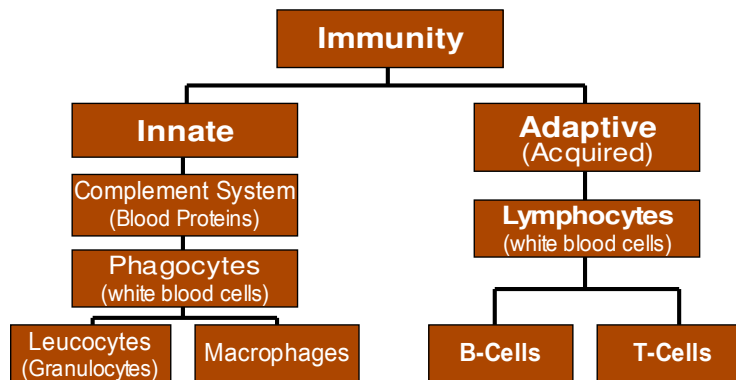 Immunity
Innate
Adaptive
(Acquired)
Complement System
(Blood Proteins)
Lymphocytes
(white blood cells)
Phagocytes
(white blood cells)
Leucocytes
(Granulocytes)
Macrophages
B-Cells
T-Cells